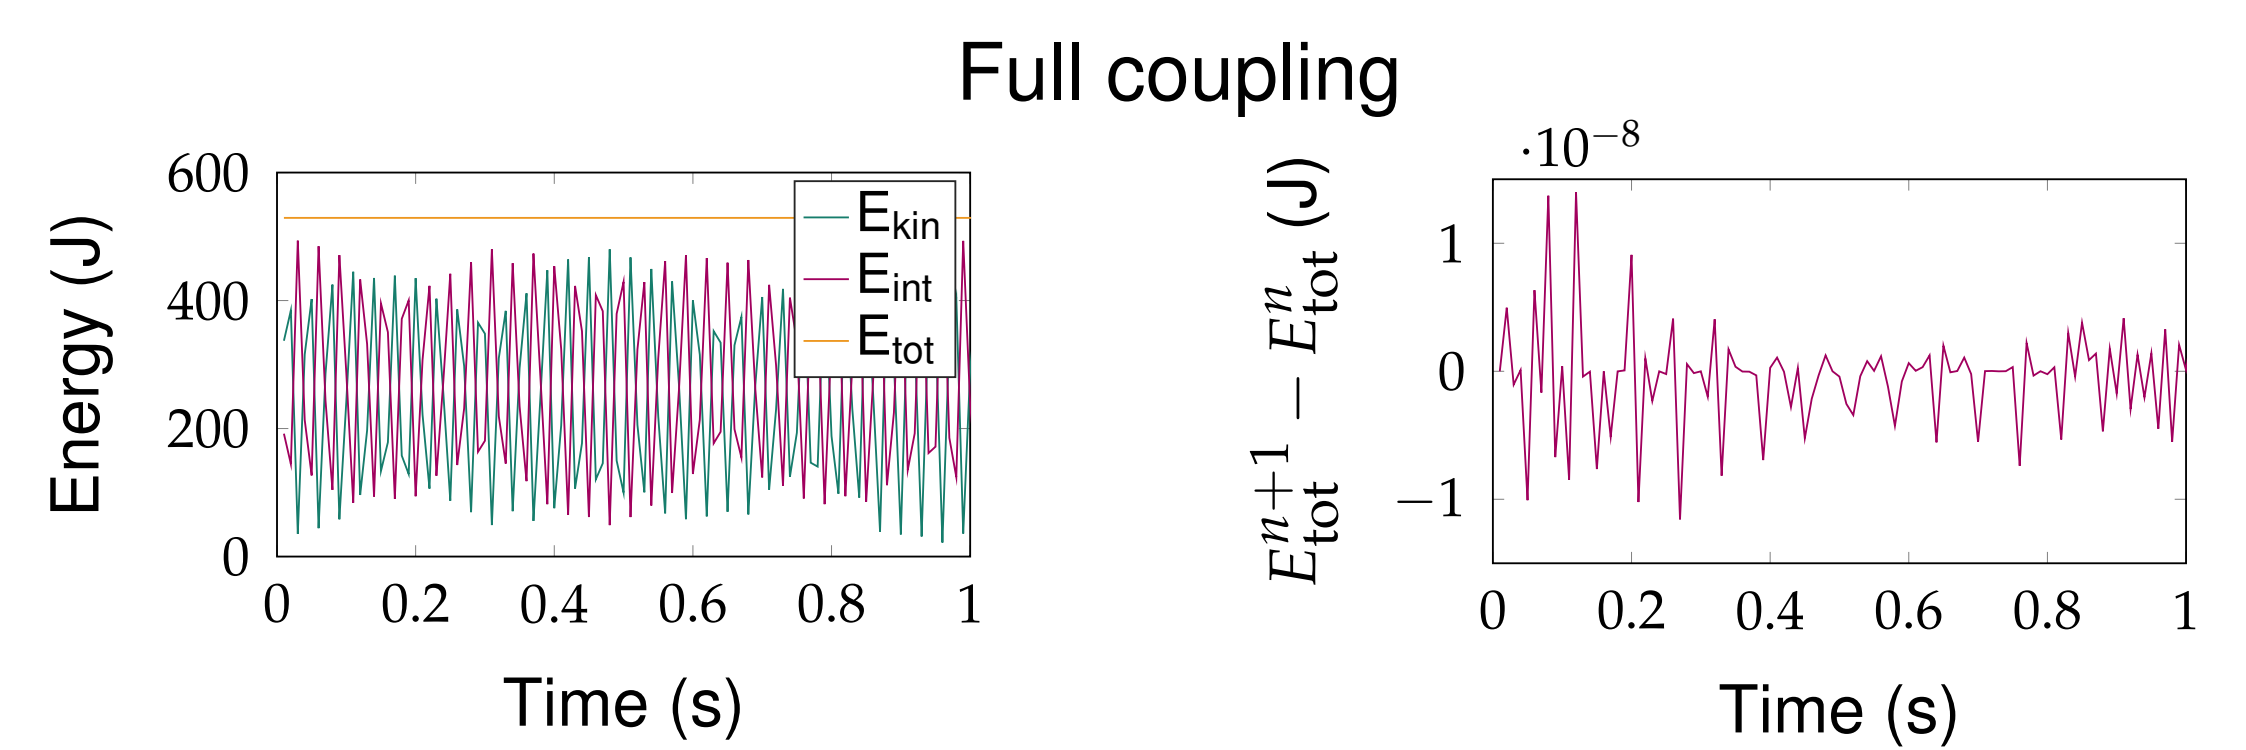 Full coupling
Energy (J)
600
400
200
0
0 0.2 0.4 0.6 0.8 1
Time (s)
E_kin
E_int
E_tot
·10^{−8}
E_tot^{n+1} − E_tot^n (J)
1
0
−1
0 0.2 0.4 0.6 0.8 1
Time (s)